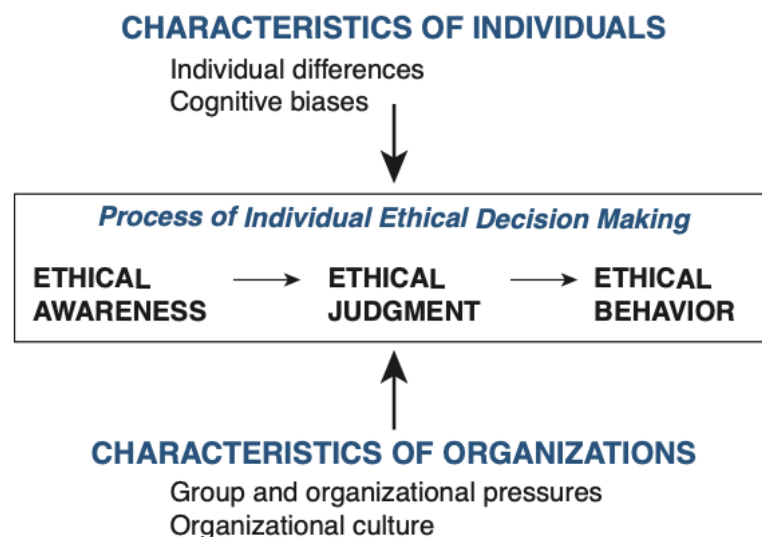 CHARACTERISTICS OF INDIVIDUALS
Individual differences
Cognitive biases
Process of Individual Ethical Decision Making
ETHICAL AWARENESS
ETHICAL JUDGMENT
ETHICAL BEHAVIOR
CHARACTERISTICS OF ORGANIZATIONS
Group and organizational pressures
Organizational culture